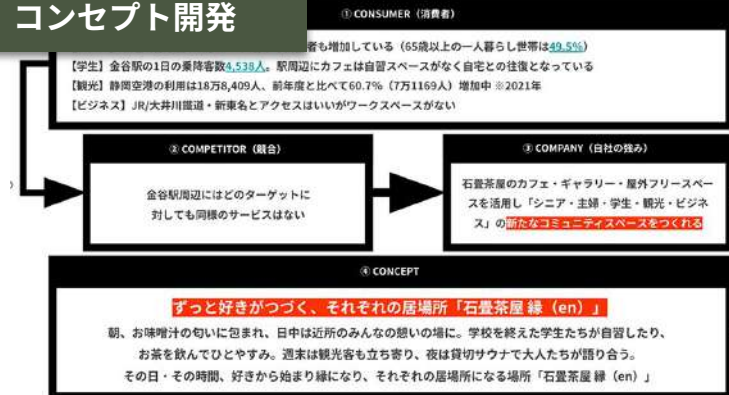 コンセプト開発
① CONSUMER（消費者）
者も増加している（65歳以上の一人暮らし世帯は49.5%）
【学生】金谷駅の1日の乗降客数4,538人。駅周辺にカフェは自習スペースがなく自宅との往復となっている
【観光】静岡空港の利用は18万8,409人、前年度と比べて60.7%（7万1169人）増加中 ※2021年
【ビジネス】JR/大井川鐵道・新東名とアクセスはいいがワークスペースがない
② COMPETITOR（競合）
金谷駅周辺にはどのターゲットに
対しても同様のサービスはない
③ COMPANY（自社の強み）
石畳茶屋のカフェ・ギャラリー・屋外フリースペー
スを活用し「シニア・主婦・学生・観光・ビジネ
ス」の新たなコミュニティスペースをつくれる
④ CONCEPT
ずっと好きがつづく、それぞれの居場所「石畳茶屋 縁（en）」
朝、お味噌汁の匂いに包まれ、日中は近所のみんなの憩いの場に。学校を終えた学生たちが自習したり、
お茶を飲んでひとやすみ。週末は観光客も立ち寄り、夜は貸切サウナで大人たちが語り合う。
その日・その時間、好きから始まり縁になり、それぞれの居場所になる場所「石畳茶屋 縁（en）」